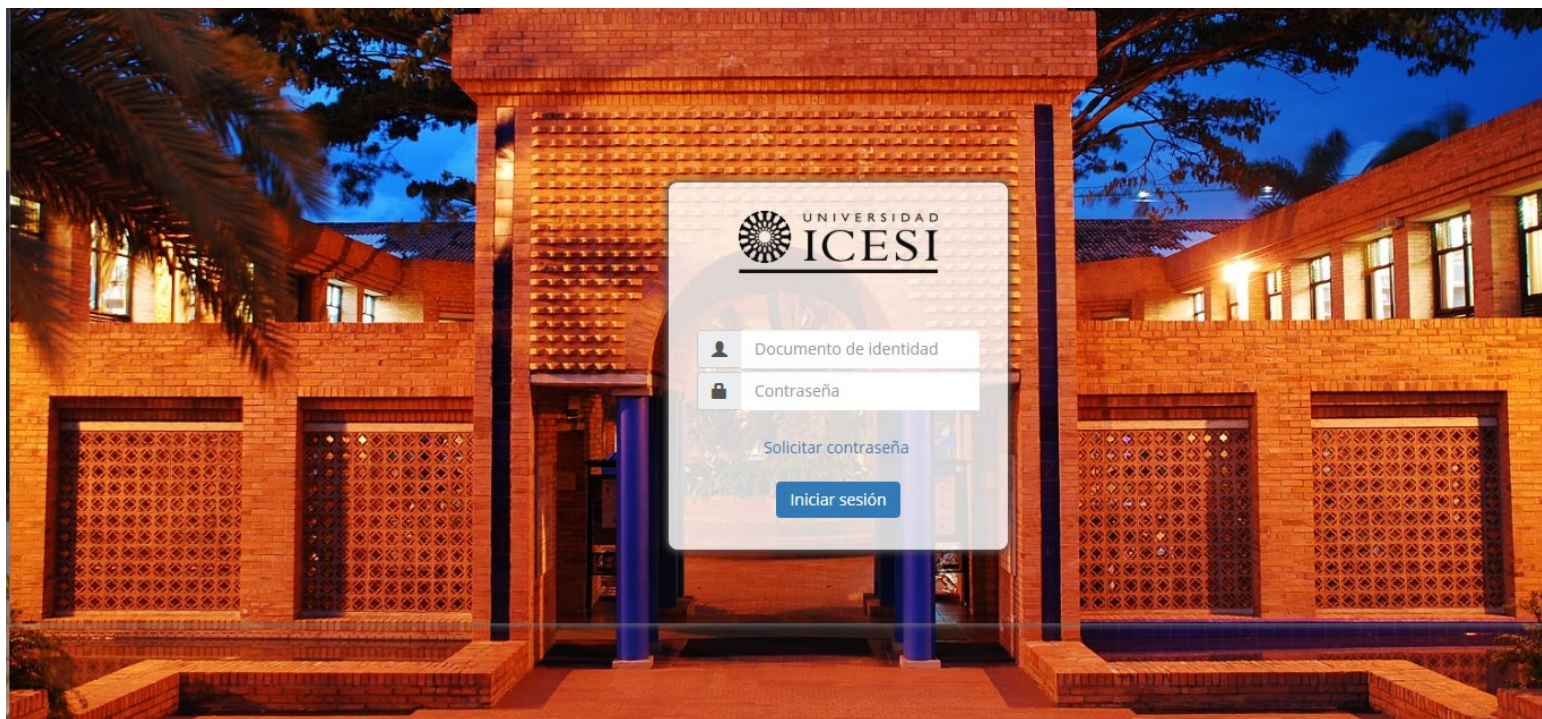 UNIVERSIDAD
ICESI
Documento de identidad
Contraseña
Solicitar contraseña
Iniciar sesión